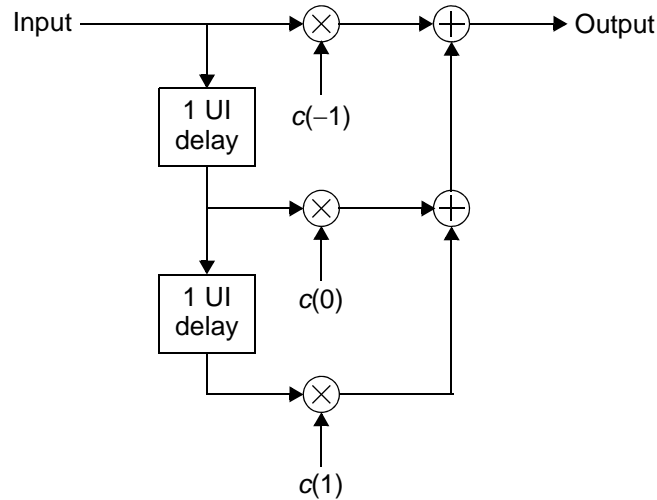 Input
Output
1 UI
delay
c(−1)
1 UI
delay
c(0)
c(1)